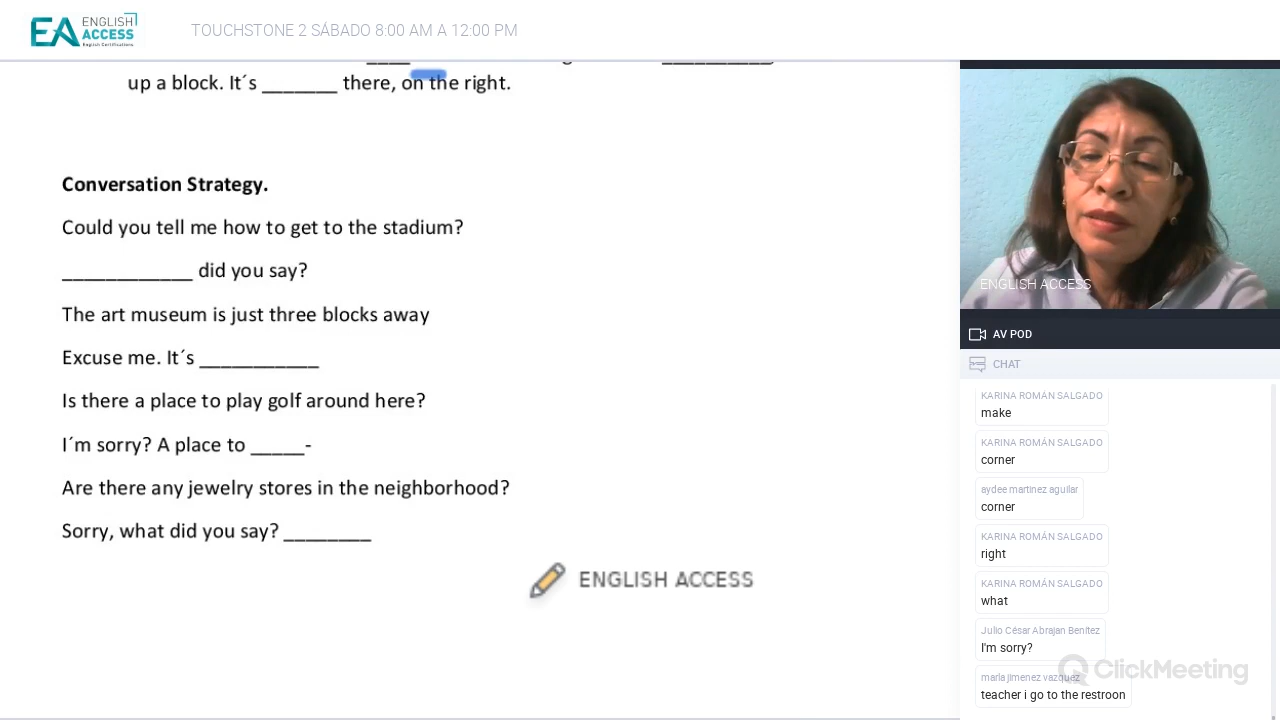 EA ENGLISH
ACCESS
English Certifications
TOUCHSTONE 2 SÁBADO 8:00 AM A 12:00 PM
up a block. It´s _______ there, on the right.
Conversation Strategy.
Could you tell me how to get to the stadium?
____________ did you say?
The art museum is just three blocks away
Excuse me. It´s ___________
Is there a place to play golf around here?
I´m sorry? A place to _____-
Are there any jewelry stores in the neighborhood?
Sorry, what did you say? ________
ENGLISH ACCESS
ENGLISH ACCESS
AV POD
CHAT
KARINA ROMÁN SALGADO
make
KARINA ROMÁN SALGADO
corner
aydee martinez aguilar
corner
KARINA ROMÁN SALGADO
right
KARINA ROMÁN SALGADO
what
Julio César Abrajan Benítez
I'm sorry?
maría jimenez vazquez
teacher i go to the restroon
ClickMeeting